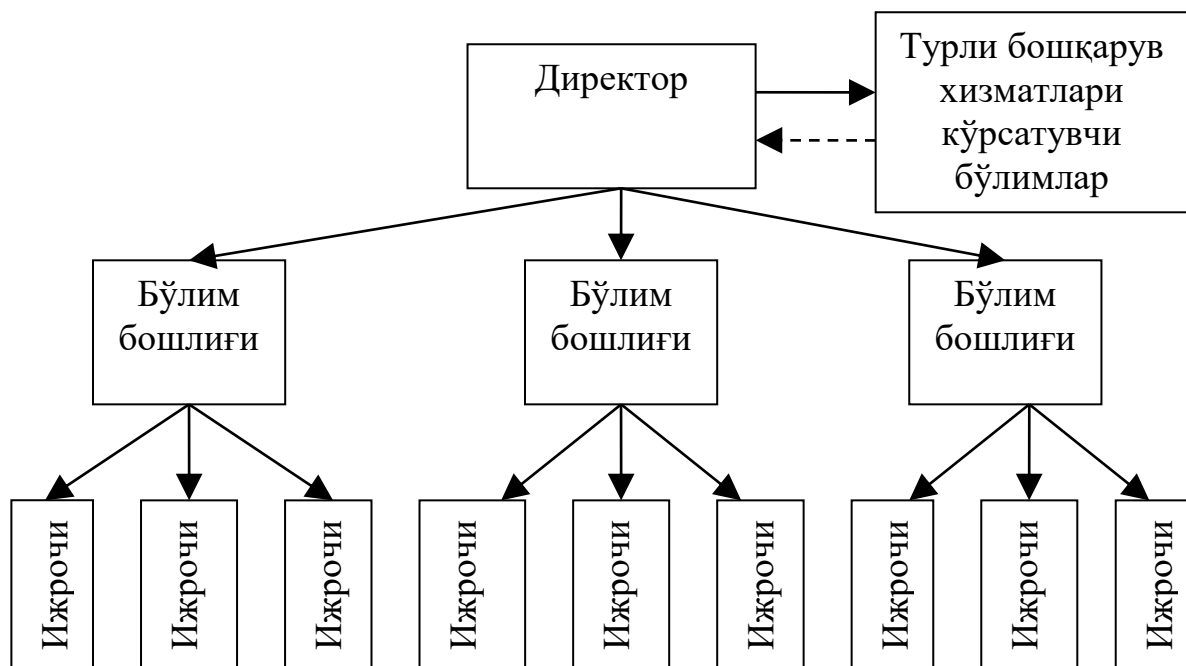 Директор
Турли бошқарув
хизматлари
кўрсатувчи
бўлимлар
Бўлим
бошлиғи
Бўлим
бошлиғи
Бўлим
бошлиғи
Ижрочи
Ижрочи
Ижрочи
Ижрочи
Ижрочи
Ижрочи
Ижрочи
Ижрочи
Ижрочи